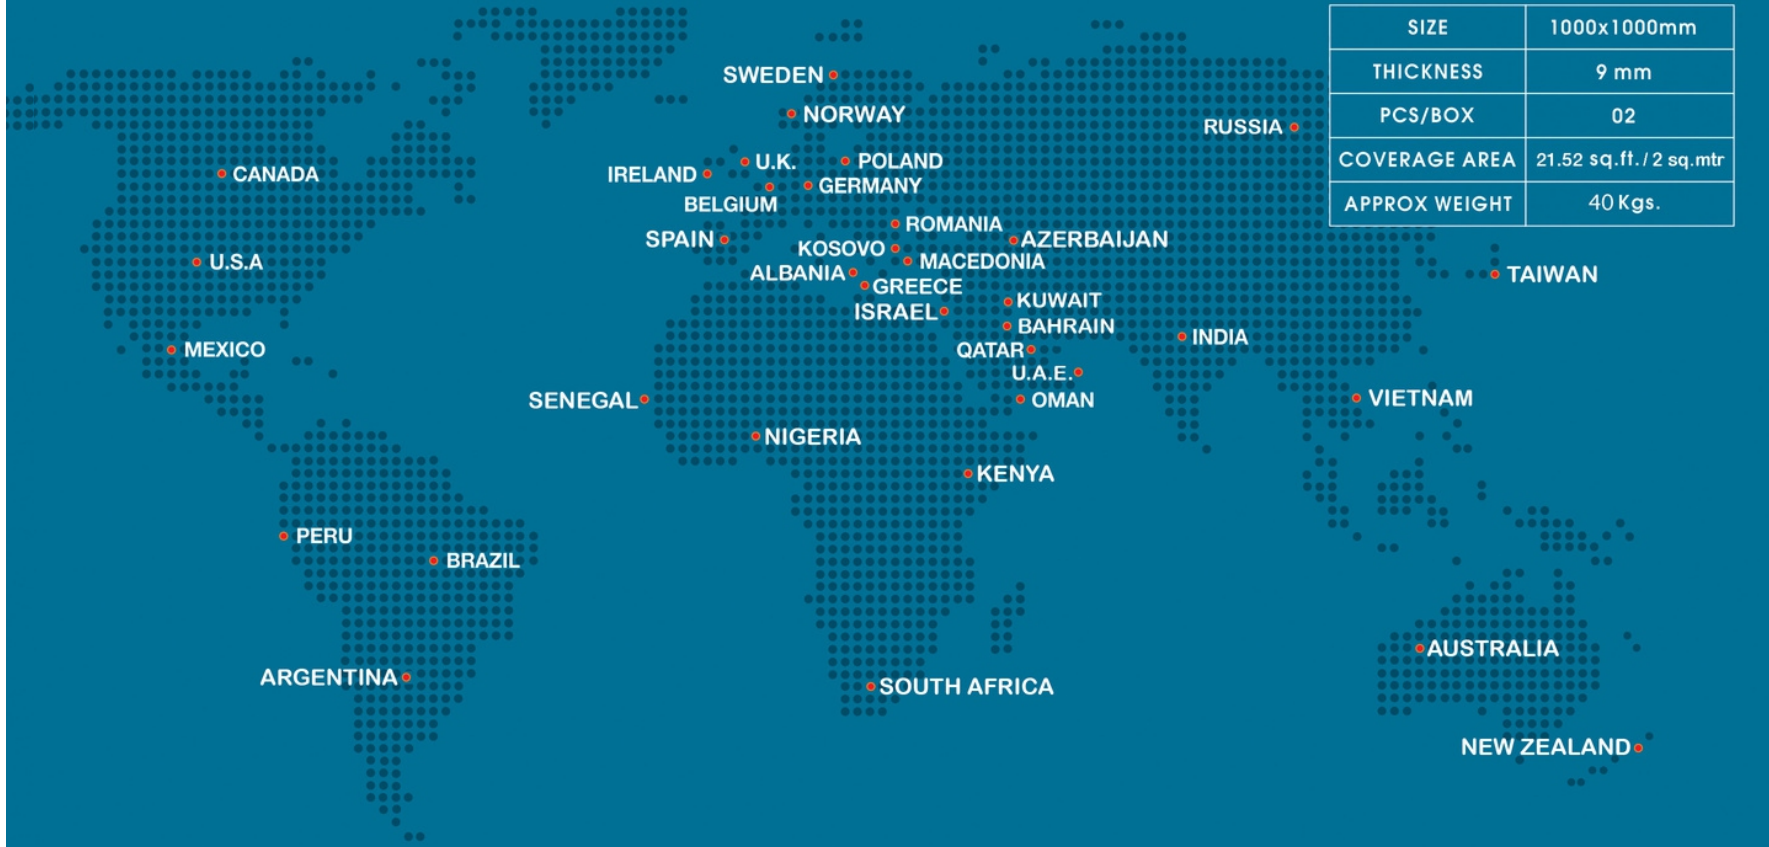 SIZE 1000x1000mm
THICKNESS 9 mm
PCS/BOX 02
COVERAGE AREA 21.52 sq.ft. / 2 sq.mtr
APPROX WEIGHT 40 Kgs.
SWEDEN
NORWAY
RUSSIA
U.K.
POLAND
CANADA
IRELAND
GERMANY
BELGIUM
ROMANIA
SPAIN
AZERBAIJAN
KOSOVO
U.S.A
MACEDONIA
ALBANIA
TAIWAN
GREECE
KUWAIT
ISRAEL
BAHRAIN
INDIA
MEXICO
QATAR
U.A.E.
SENEGAL
OMAN
VIETNAM
NIGERIA
KENYA
PERU
BRAZIL
AUSTRALIA
ARGENTINA
SOUTH AFRICA
NEW ZEALAND